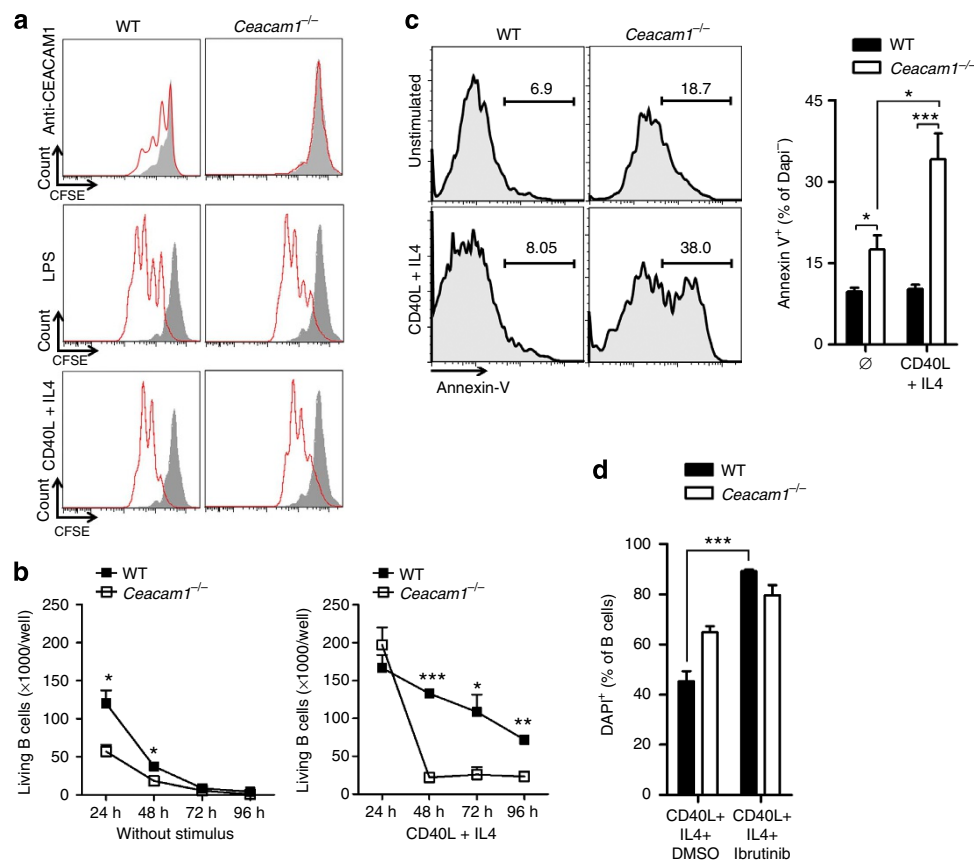 a
WT
Ceacam1–/–
Anti-CEACAM1
Count
CFSE
LPS
Count
CFSE
CD40L + IL4
Count
CFSE
b
WT
Ceacam1–/–
Living B cells (×1000/well)
250
200
150
100
50
0
*
*
24 h 48 h 72 h 96 h
Without stimulus
WT
Ceacam1–/–
Living B cells (×1000/well)
250
200
150
100
50
0
***
*
**
24 h 48 h 72 h 96 h
CD40L + IL4
c
WT
Ceacam1–/–
Unstimulated
6.9
18.7
CD40L + IL4
8.05
38.0
Annexin-V
WT
Ceacam1–/–
Annexin V+ (% of Dapi–)
45
30
15
0
*
***
*
∅
CD40L
+ IL4
d
WT
Ceacam1–/–
DAPI+ (% of B cells)
100
80
60
40
20
0
***
CD40L+
IL4+
DMSO
CD40L+
IL4+
Ibrutinib